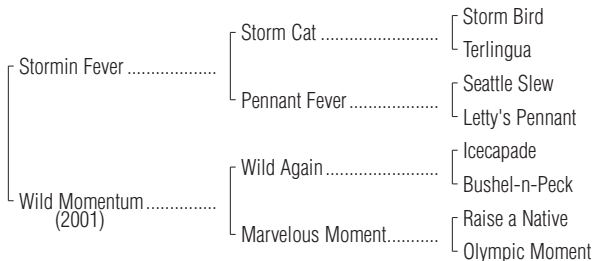 Storm Bird
Storm Cat ..........................
Terlingua
Stormin Fever ...................
Seattle Slew
Pennant Fever ....................
Letty's Pennant
Icecapade
Wild Again .........................
Bushel-n-Peck
Wild Momentum ...............
(2001)
Raise a Native
Marvelous Moment...........
Olympic Moment